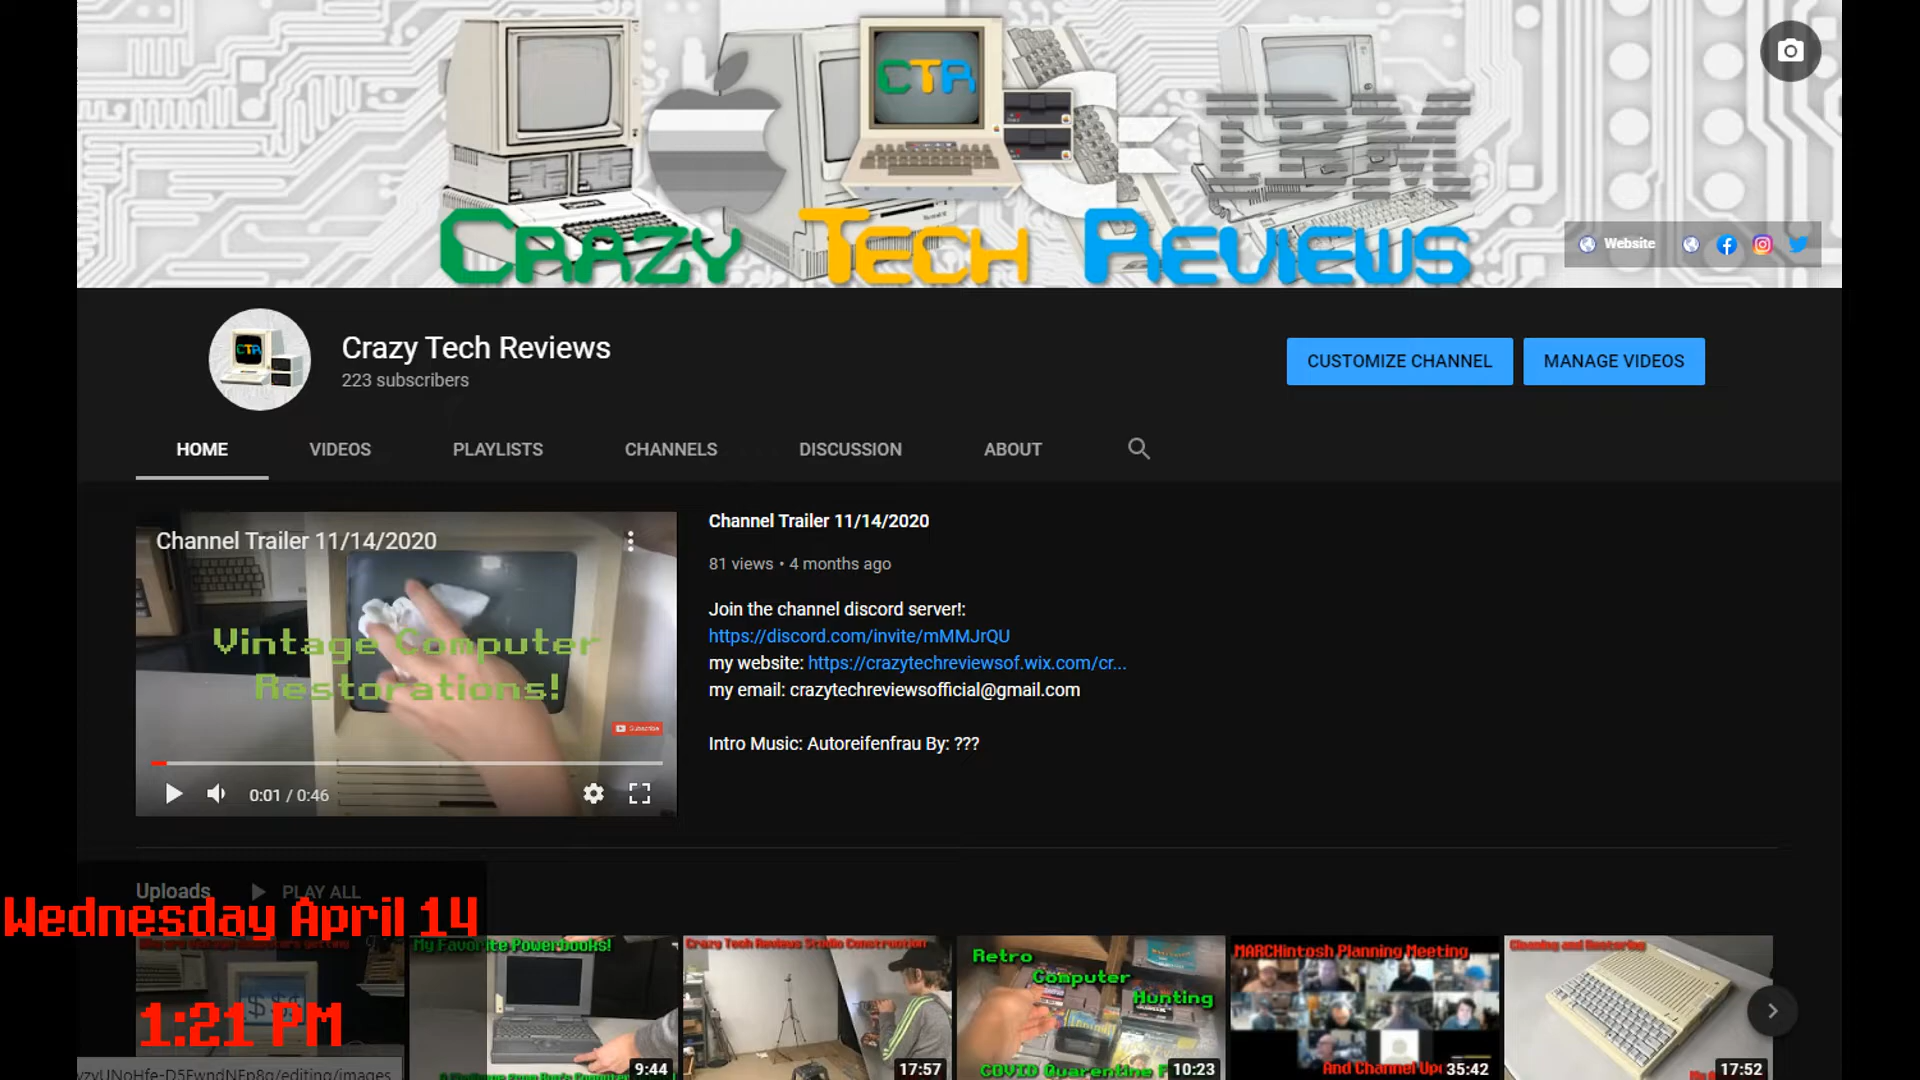 CTR
IBM
Crazy Tech Reviews
Website
CTR
Crazy Tech Reviews
223 subscribers
CUSTOMIZE CHANNEL
MANAGE VIDEOS
HOME
VIDEOS
PLAYLISTS
CHANNELS
DISCUSSION
ABOUT
Channel Trailer 11/14/2020
Vintage Computer
Restorations!
Subscribe
0:01 / 0:46
Channel Trailer 11/14/2020
81 views • 4 months ago
Join the channel discord server!:
https://discord.com/invite/mMMJrQU
my website: https://crazytechreviewsof.wix.com/cr...
my email: crazytechreviewsofficial@gmail.com
Intro Music: Autoreifenfrau By: ???
Uploads
PLAY ALL
Wednesday April 14
1:21 PM
My Favorite Powerbooks!
9:44
Crazy Tech Reviews Studio Construction
17:57
Retro
Computer
Hunting
COVID Quarantine
10:23
MARCHintosh Planning Meeting
And Channel
35:42
Cleaning and Restoring
17:52